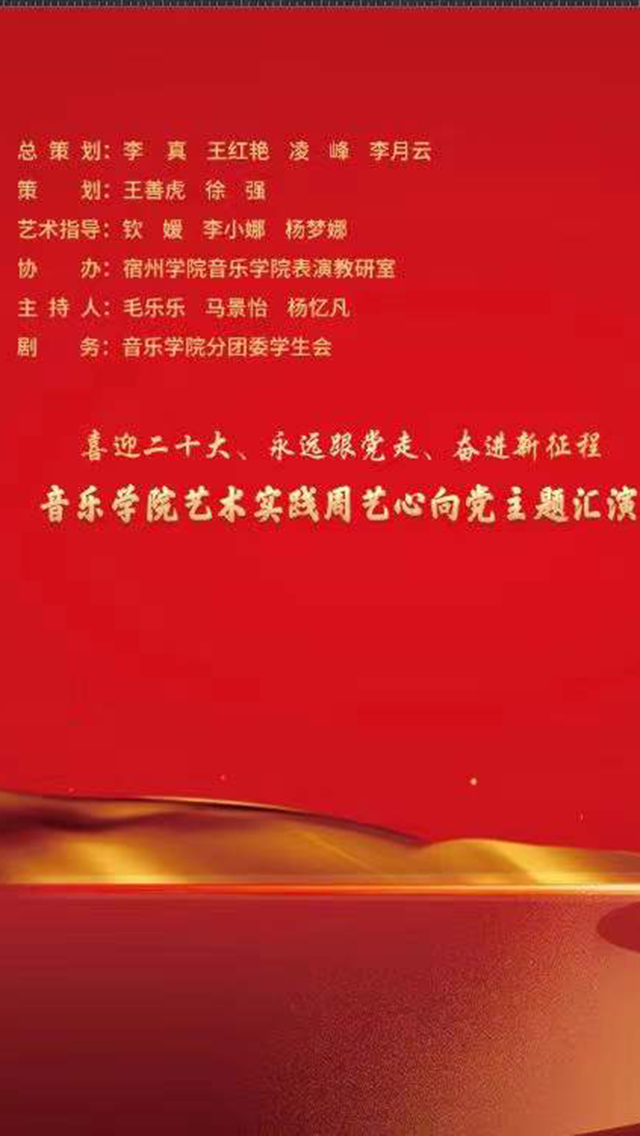 总策划：李真 王红艳 凌峰 李月云
策划：王善虎 徐强
艺术指导：钦媛 李小娜 杨梦娜
协办：宿州学院音乐学院表演教研室
主持人：毛乐乐 马景怡 杨忆凡
剧务：音乐学院分团委学生会
喜迎二十大、永远跟党走、奋进新征程
音乐学院艺术实践周艺心向党主题汇演